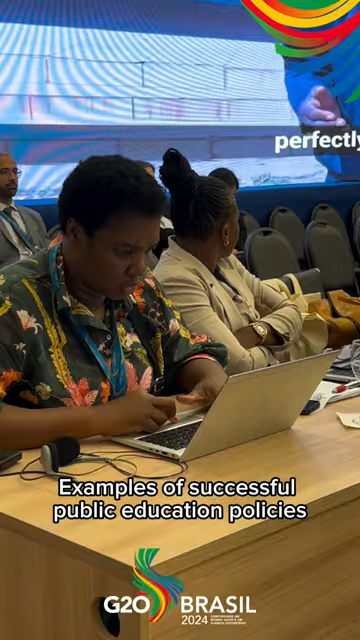 perfectly
Examples of successful
public education policies
G20 BRASIL
2024